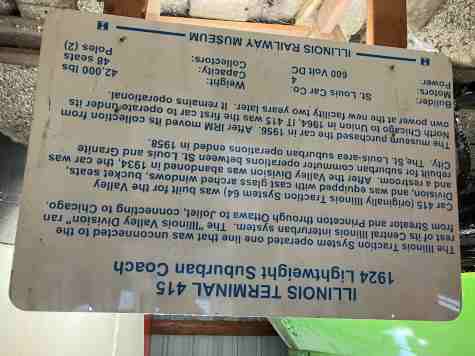 ILLINOIS TERMINAL 415
1924 Lightweight Suburban Coach
The Illinois Traction System operated one line that was unconnected to the
rest of its Central Illinois interurban system. The "Illinois Valley Division" ran
from Streator and Princeton through Ottawa to Joliet, connecting to Chicago.
Car 415 (originally Illinois Traction System 64) was built for the Valley
Division, and was equipped with cast glass arched windows, bucket seats,
and a restroom. After the Valley Division was abandoned in 1934, the car was
rebuilt for suburban commuter operations between St. Louis and Granite
City. The St. Louis-area suburban operations ended in 1958.
The museum purchased the car in 1956. After IRM moved its collection from
North Chicago to Union in 1964, IT 415 was the first car to operate under its
own power at the new facility two years later. It remains operational.
Builder: St. Louis Car Co. Weight: 42,000 lbs
Motors: 4 Capacity: 48 seats
Power: 600 Volt DC Collectors: Poles (2)
ILLINOIS RAILWAY MUSEUM